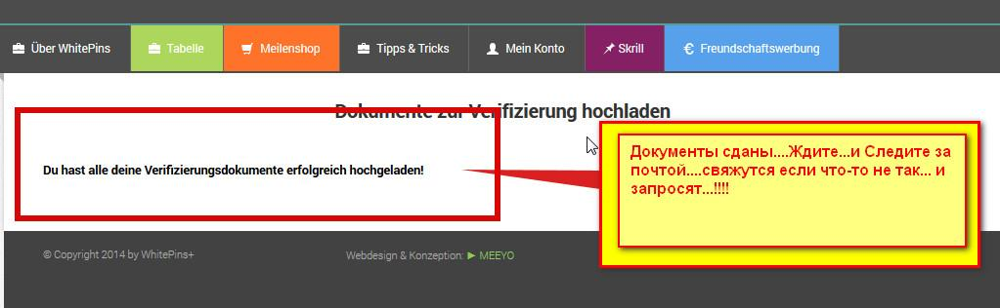 Über WhitePins
Tabelle
Meilenshop
Tipps & Tricks
Mein Konto
Skrill
Freundschaftswerbung
Dokumente zur Verifizierung hochladen
Du hast alle deine Verifizierungsdokumente erfolgreich hochgeladen!
Документы сданы....Ждите...и Следите за
почтой....свяжутся если что-то не так... и
запросят...!!!!
© Copyright 2014 by WhitePins+
Webdesign & Konzeption: ► MEEYO